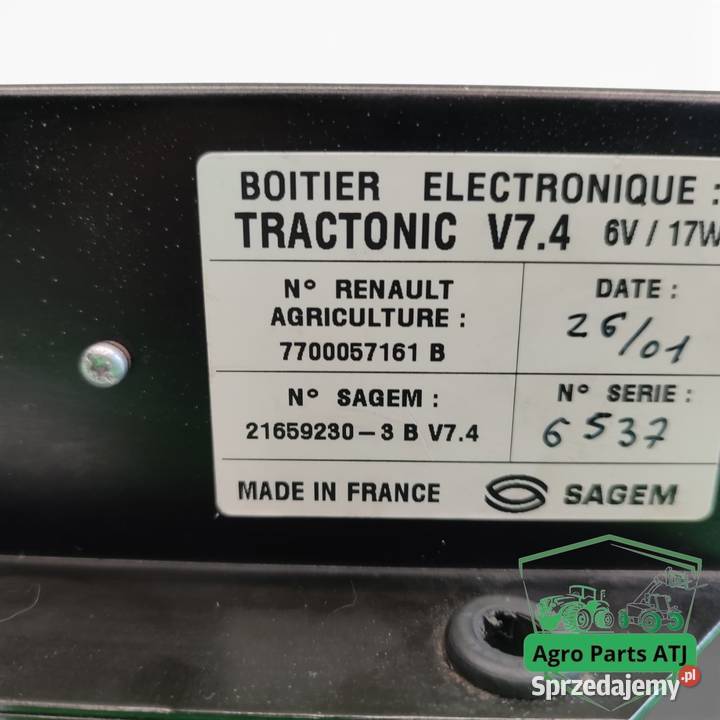 BOITIER ELECTRONIQUE :
TRACTONIC V7.4 6V / 17W
N° RENAULT
AGRICULTURE :
7700057161 B
DATE :
26/01
N° SAGEM :
21659230-3 B V7.4
N° SERIE :
6537
MADE IN FRANCE SAGEM
Agro Parts ATJ
Sprzedajemy.pl